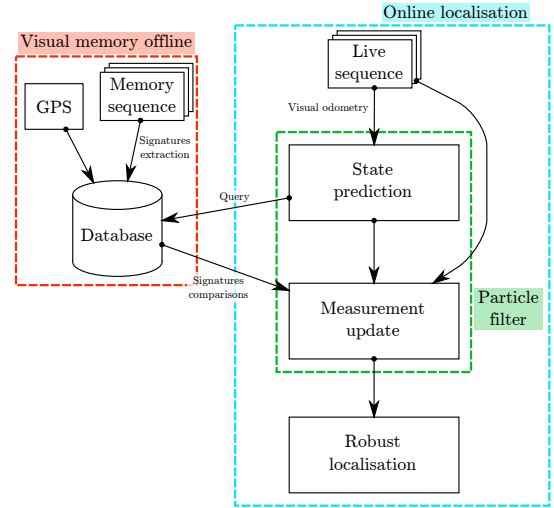 Online localisation
Visual memory offline
Live
sequence
Memory
sequence
GPS
Visual odometry
Signatures
extraction
State
prediction
Query
Database
Signatures
comparisons
Measurement
update
Particle
filter
Robust
localisation